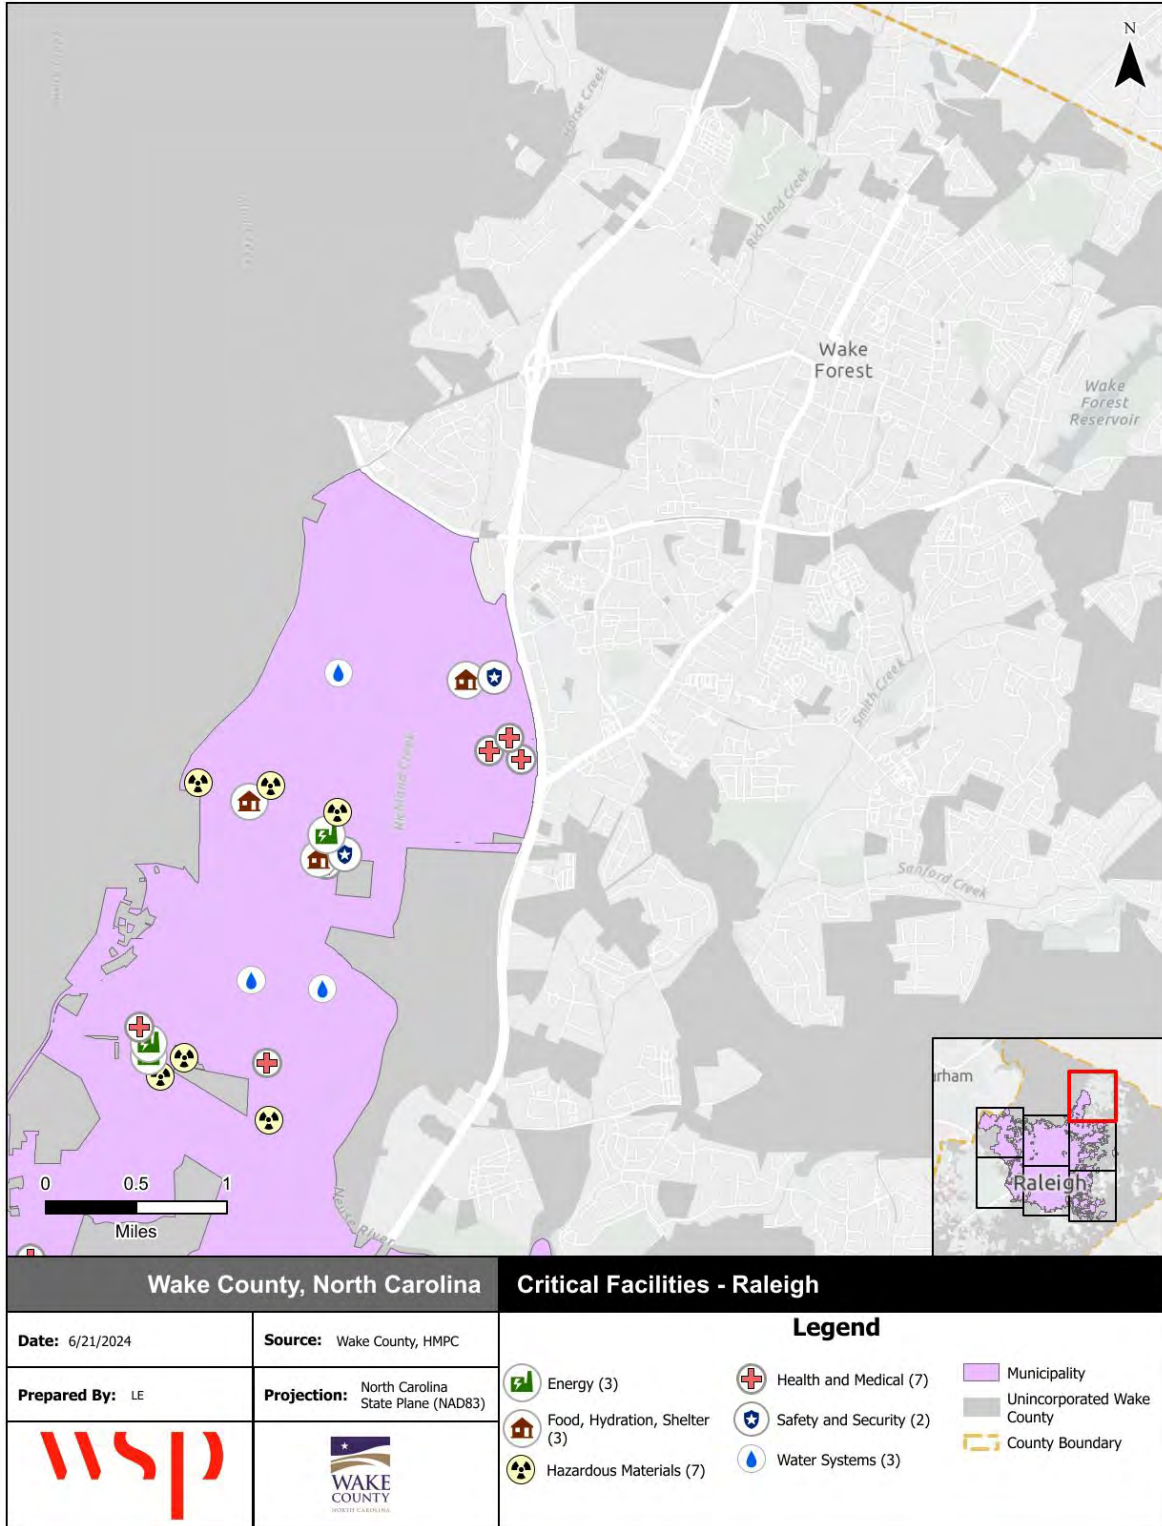 N
Horse Creek
Richland Creek
Wake
Forest
Wake
Forest
Reservoir
Smith Creek
Richland Creek
Sanford Creek
Neuse River
0 0.5 1
Miles
arham
Raleigh
Wake County, North Carolina
Critical Facilities - Raleigh
Date: 6/21/2024
Source: Wake County, HMPC
Prepared By: LE
Projection: North Carolina
State Plane (NAD83)
wsp
WAKE
COUNTY
NORTH CAROLINA
Legend
Energy (3)
Food, Hydration, Shelter
(3)
Hazardous Materials (7)
Health and Medical (7)
Safety and Security (2)
Water Systems (3)
Municipality
Unincorporated Wake
County
County Boundary